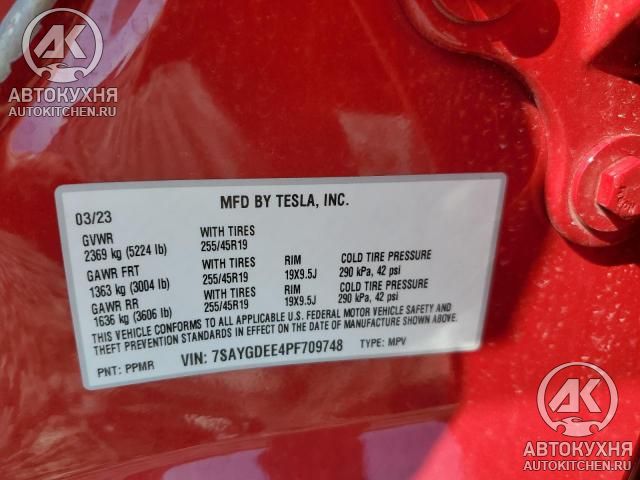 AK
АВТОКУХНЯ
AUTOKITCHEN.RU
MFD BY TESLA, INC.
03/23
GVWR WITH TIRES
2369 kg (5224 lb) 255/45R19
GAWR FRT WITH TIRES RIM COLD TIRE PRESSURE
1363 kg (3004 lb) 255/45R19 19X9.5J 290 kPa, 42 psi
GAWR RR WITH TIRES RIM COLD TIRE PRESSURE
1636 kg (3606 lb) 255/45R19 19X9.5J 290 kPa, 42 psi
THIS VEHICLE CONFORMS TO ALL APPLICABLE U.S. FEDERAL MOTOR VEHICLE SAFETY AND
THEFT PREVENTION STANDARDS IN EFFECT ON THE DATE OF MANUFACTURE SHOWN ABOVE.
PNT: PPMR VIN: 7SAYGDEE4PF709748 TYPE: MPV
AK
АВТОКУХНЯ
AUTOKITCHEN.RU